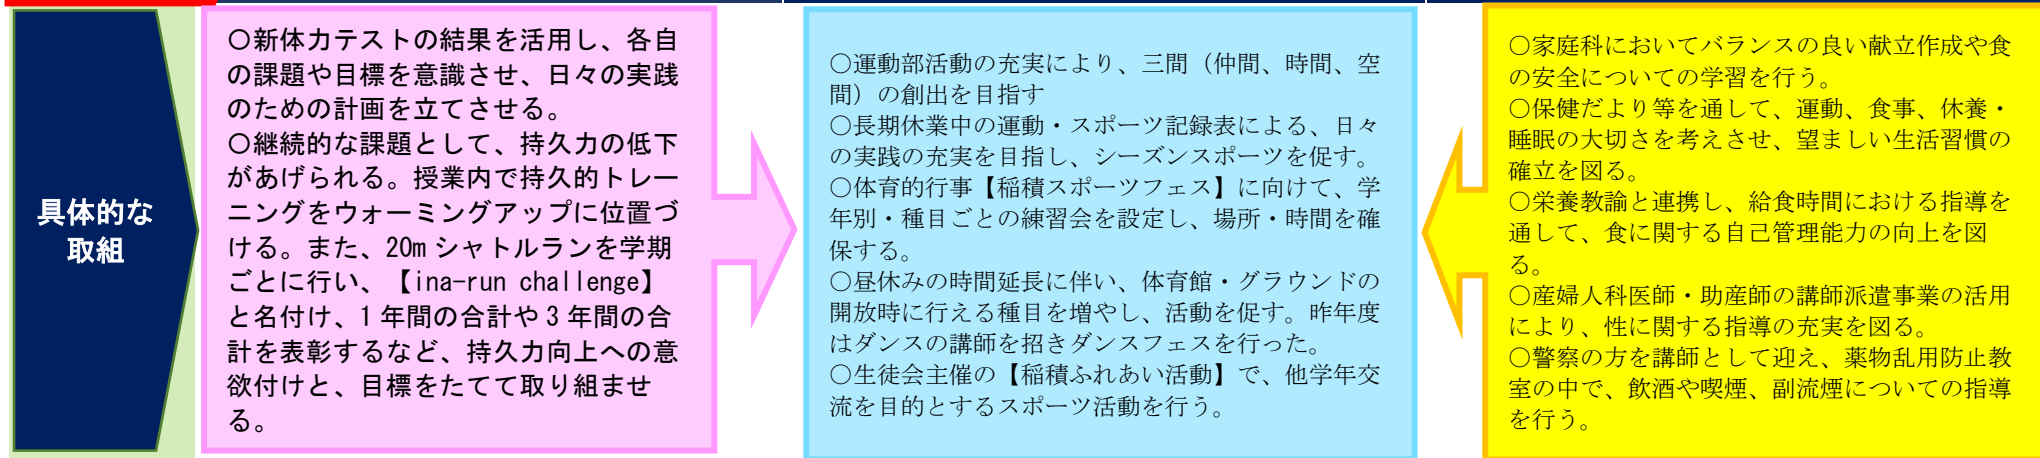 具体的な
取組
〇新体力テストの結果を活用し、各自
の課題や目標を意識させ、日々の実践
のための計画を立てさせる。
〇継続的な課題として、持久力の低下
があげられる。授業内で持久的トレー
ニングをウォーミングアップに位置づ
ける。また、20m シャトルランを学期
ごとに行い、【ina-run challenge】
と名付け、1 年間の合計や 3 年間の合
計を表彰するなど、持久力向上への意
欲付けと、目標をたてて取り組ませ
る。
〇運動部活動の充実により、三間（仲間、時間、空
間）の創出を目指す
〇長期休業中の運動・スポーツ記録表による、日々
の実践の充実を目指し、シーズンスポーツを促す。
〇体育的行事【稲積スポーツフェス】に向けて、学
年別・種目ごとの練習会を設定し、場所・時間を確
保する。
〇昼休みの時間延長に伴い、体育館・グラウンドの
開放時に行える種目を増やし、活動を促す。昨年度
はダンスの講師を招きダンスフェスを行った。
〇生徒会主催の【稲積ふれあい活動】で、他学年交
流を目的とするスポーツ活動を行う。
〇家庭科においてバランスの良い献立作成や食
の安全についての学習を行う。
〇保健だより等を通して、運動、食事、休養・
睡眠の大切さを考えさせ、望ましい生活習慣の
確立を図る。
〇栄養教諭と連携し、給食時間における指導を
通して、食に関する自己管理能力の向上を図
る。
〇産婦人科医師・助産師の講師派遣事業の活用
により、性に関する指導の充実を図る。
〇警察の方を講師として迎え、薬物乱用防止教
室の中で、飲酒や喫煙、副流煙についての指導
を行う。